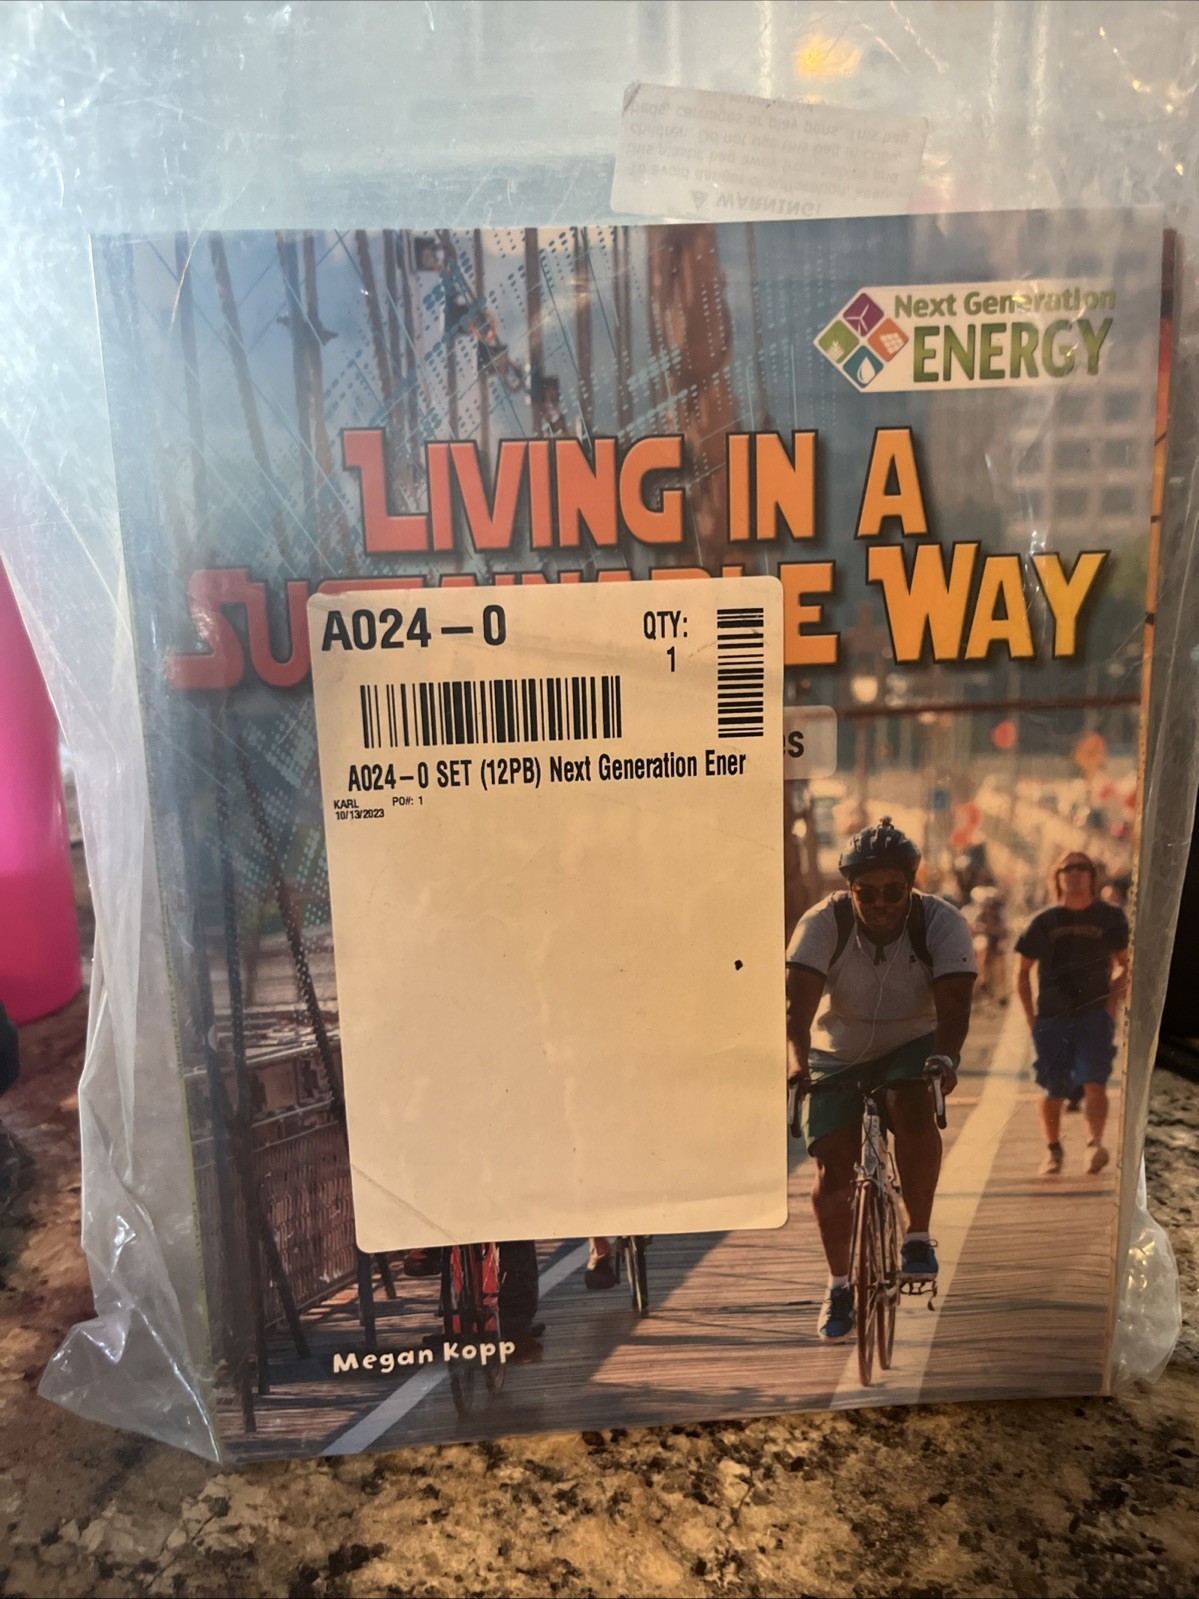 WARNING!
Next Generation
ENERGY
LIVING IN A
WAY
A024-0
QTY:
1
A024-0 SET (12PB) Next Generation Ener
KARL PO#: 1
10/13/2023
Megan Kopp